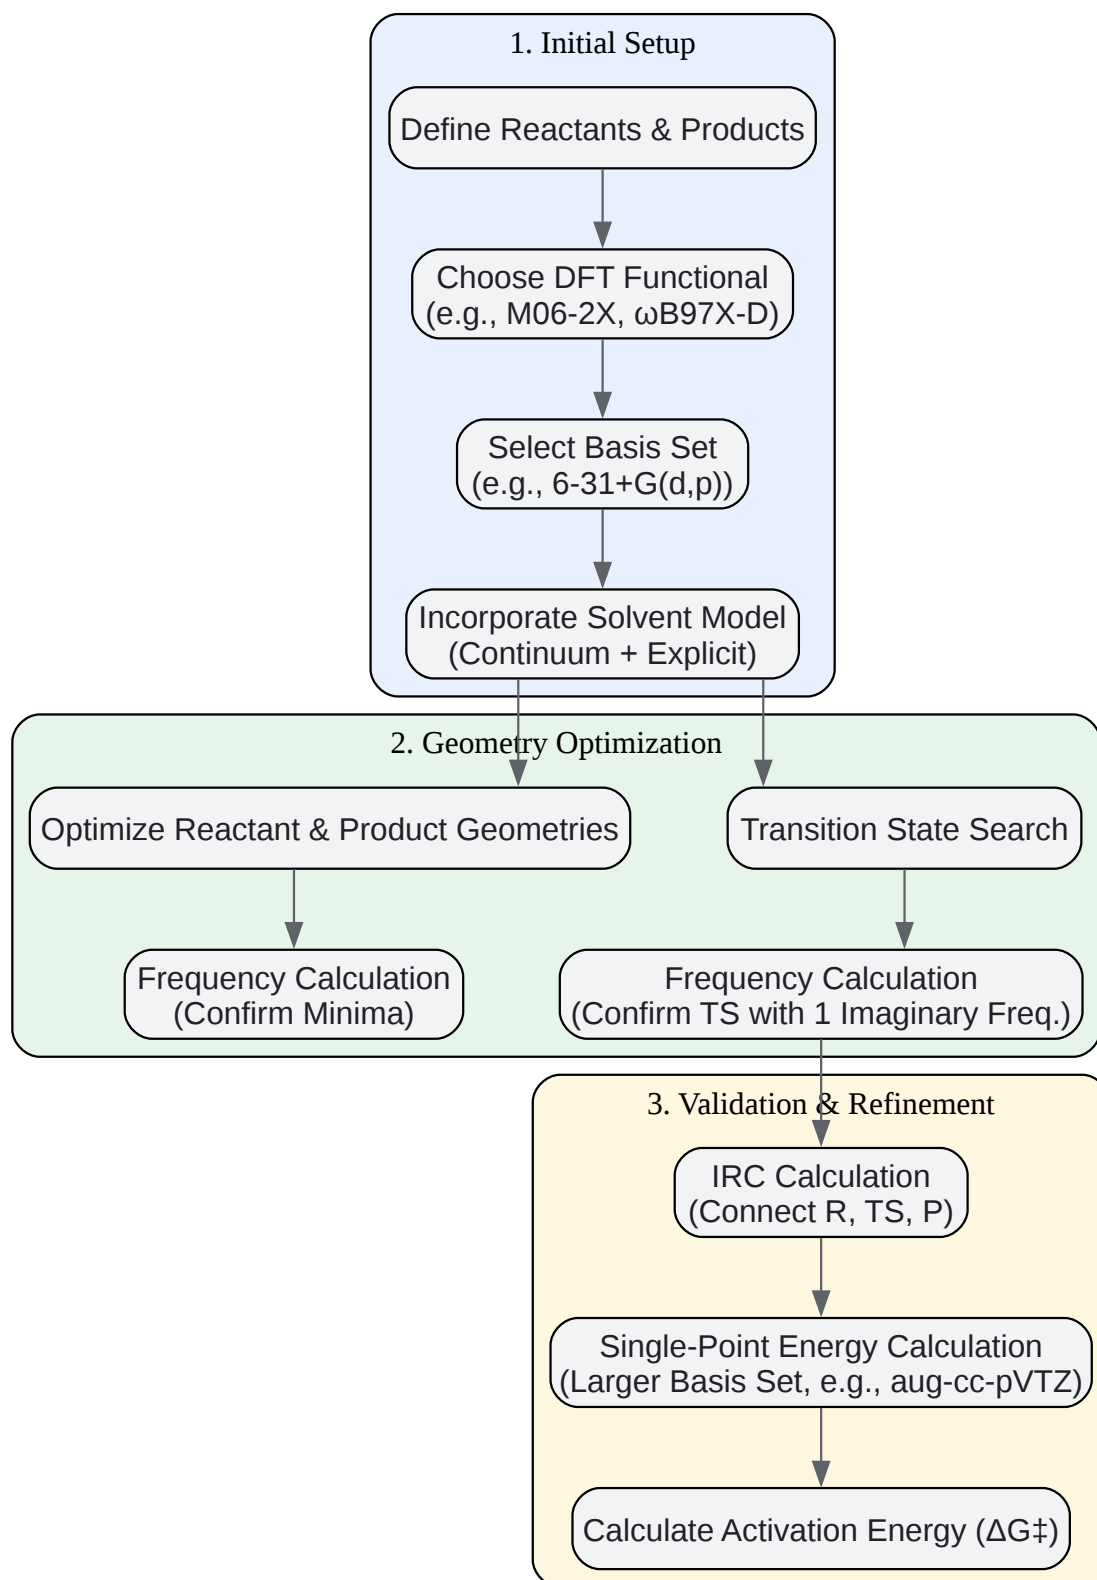 1. Initial Setup
Define Reactants & Products
Choose DFT Functional
(e.g., M06-2X, ωB97X-D)
Select Basis Set
(e.g., 6-31+G(d,p))
Incorporate Solvent Model
(Continuum + Explicit)
2. Geometry Optimization
Optimize Reactant & Product Geometries
Transition State Search
Frequency Calculation
(Confirm Minima)
Frequency Calculation
(Confirm TS with 1 Imaginary Freq.)
3. Validation & Refinement
IRC Calculation
(Connect R, TS, P)
Single-Point Energy Calculation
(Larger Basis Set, e.g., aug-cc-pVTZ)
Calculate Activation Energy (ΔG‡)